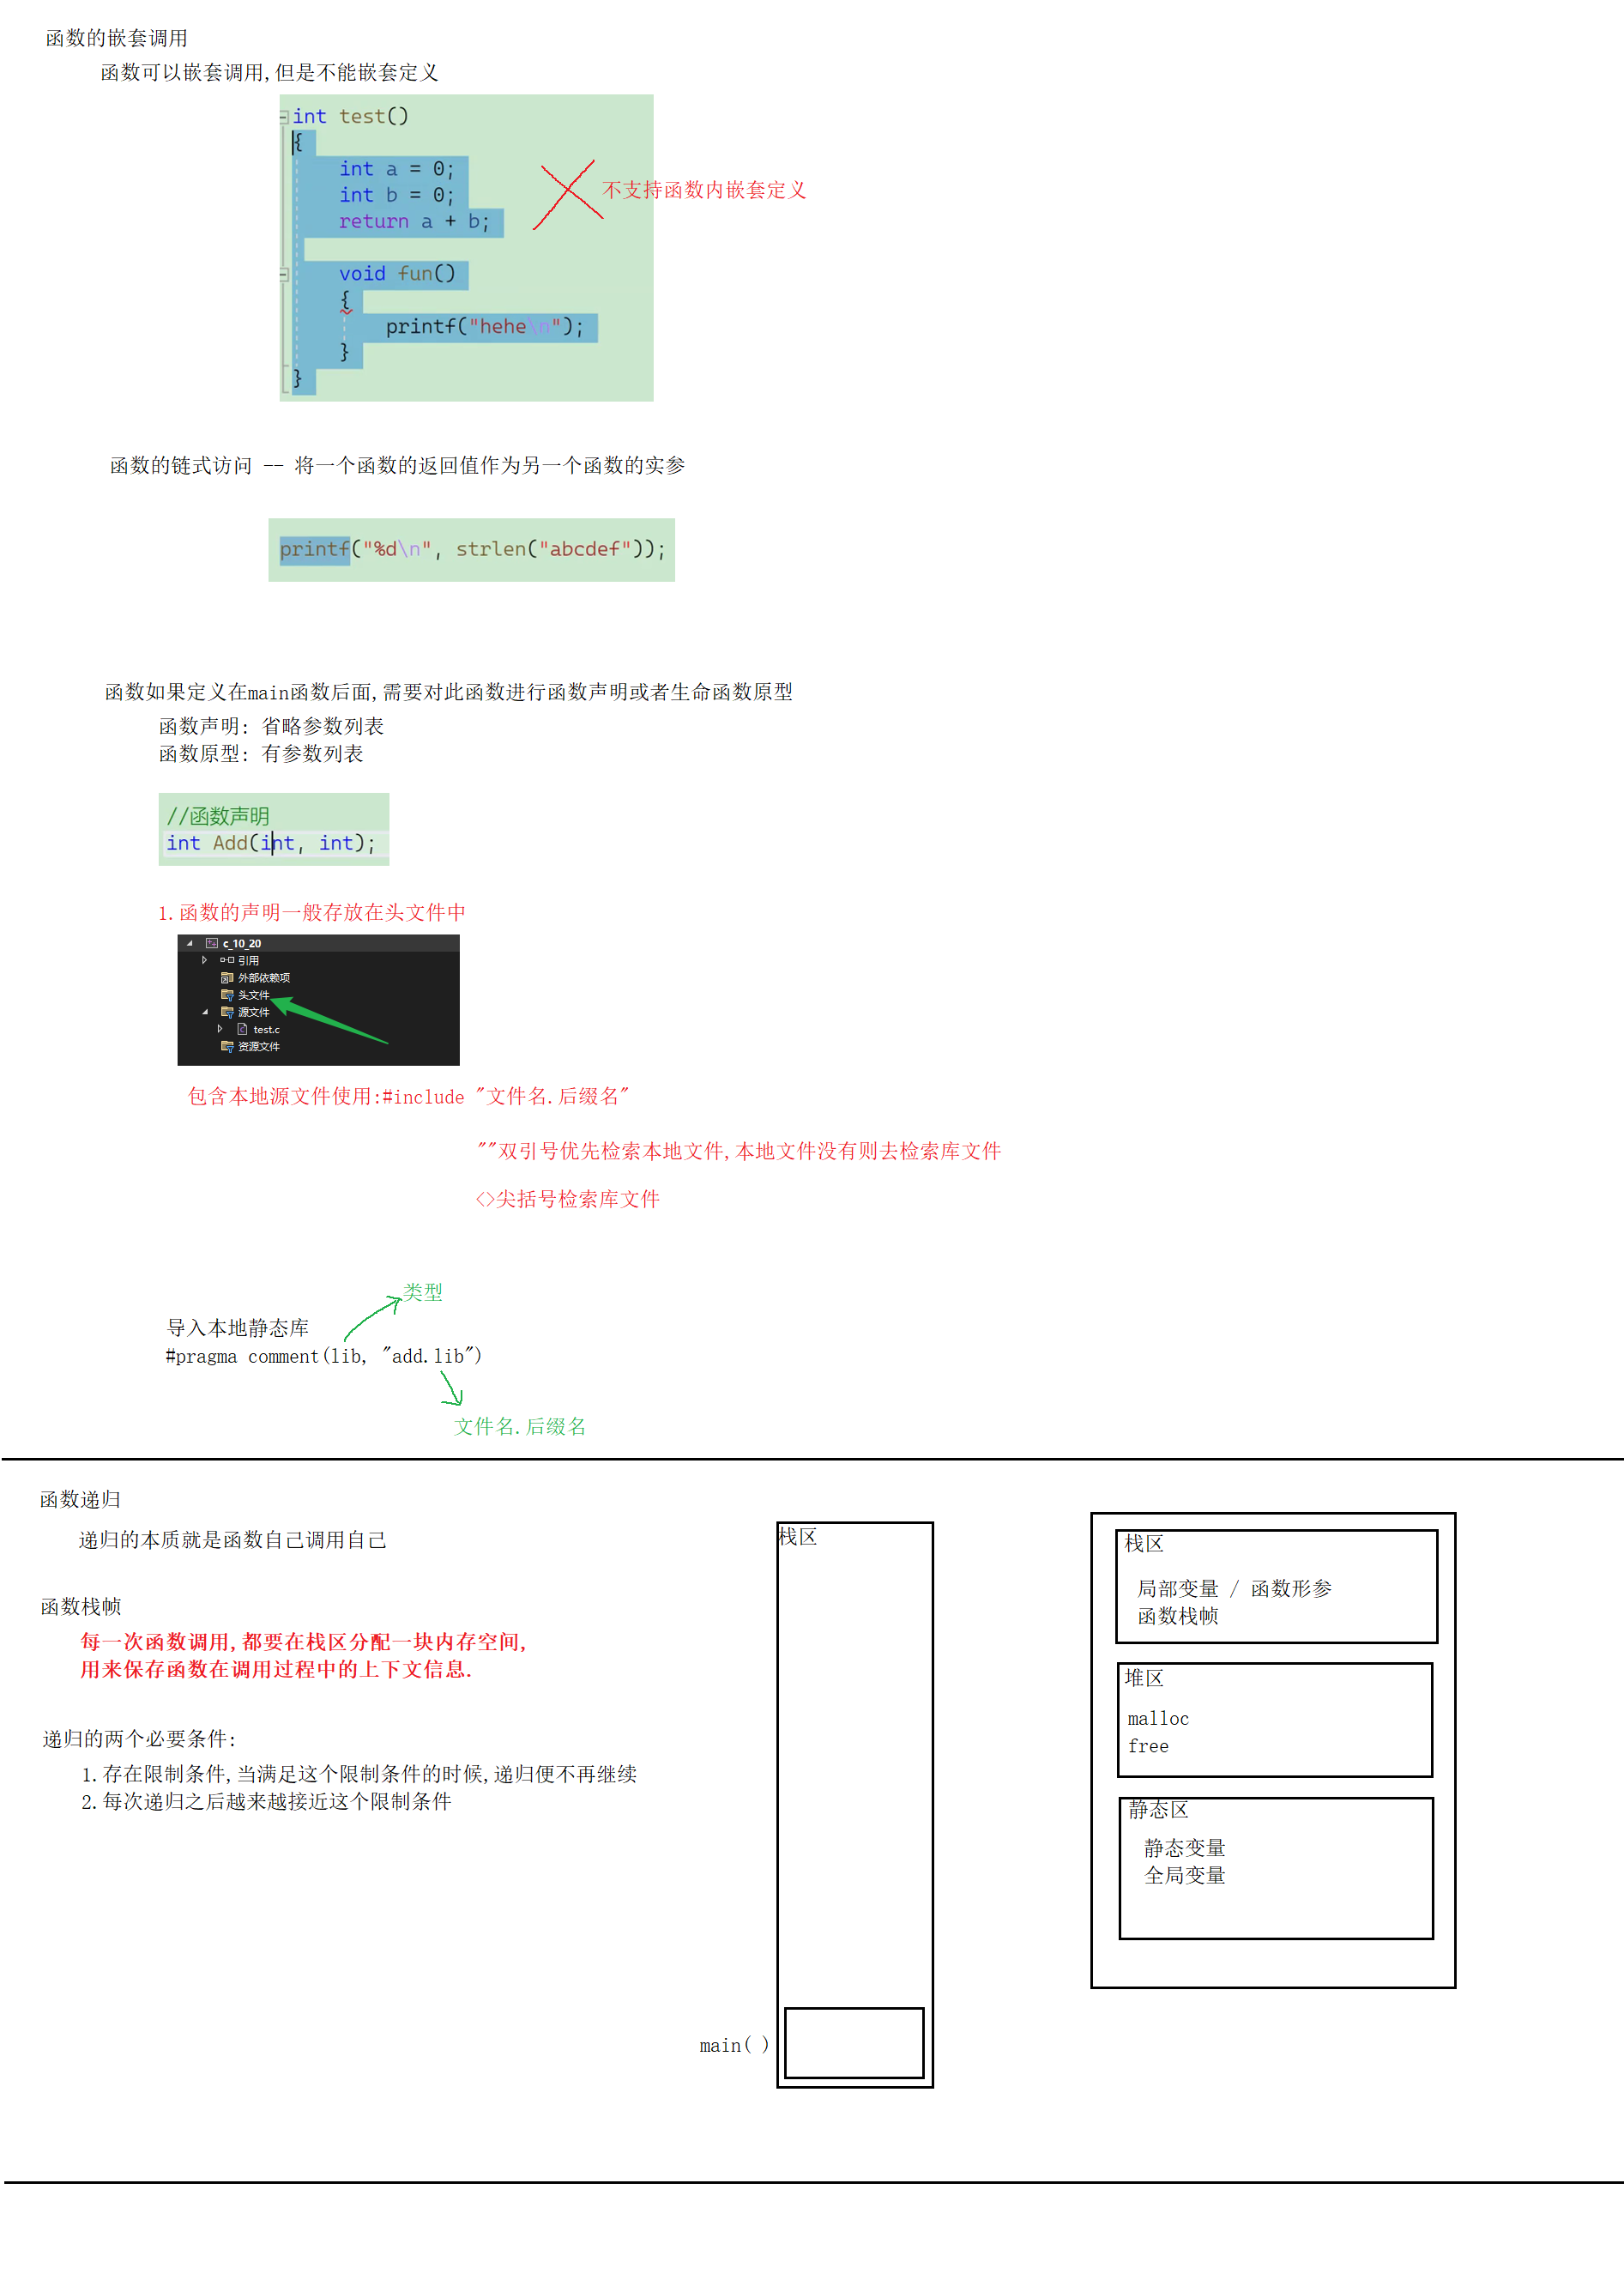 函数的嵌套调用
函数可以嵌套调用,但是不能嵌套定义
int test()
{
int a = 0;
int b = 0;
return a + b;
不支持函数内嵌套定义
void fun()
{
printf("hehe\n");
}
}
函数的链式访问 -- 将一个函数的返回值作为另一个函数的实参
printf("%d\n", strlen("abcdef"));
函数如果定义在main函数后面,需要对此函数进行函数声明或者生命函数原型
函数声明: 省略参数列表
函数原型: 有参数列表
//函数声明
int Add(int, int);
1.函数的声明一般存放在头文件中
c_10_20
引用
外部依赖项
头文件
源文件
test.c
资源文件
包含本地源文件使用:#include "文件名.后缀名"
""双引号优先检索本地文件,本地文件没有则去检索库文件
<>尖括号检索库文件
类型
导入本地静态库
#pragma comment(lib, "add.lib")
文件名.后缀名
函数递归
递归的本质就是函数自己调用自己
函数栈帧
每一次函数调用,都要在栈区分配一块内存空间,
用来保存函数在调用过程中的上下文信息.
递归的两个必要条件:
1.存在限制条件,当满足这个限制条件的时候,递归便不再继续
2.每次递归之后越来越接近这个限制条件
栈区
main( )
栈区
局部变量 / 函数形参
函数栈帧
堆区
malloc
free
静态区
静态变量
全局变量